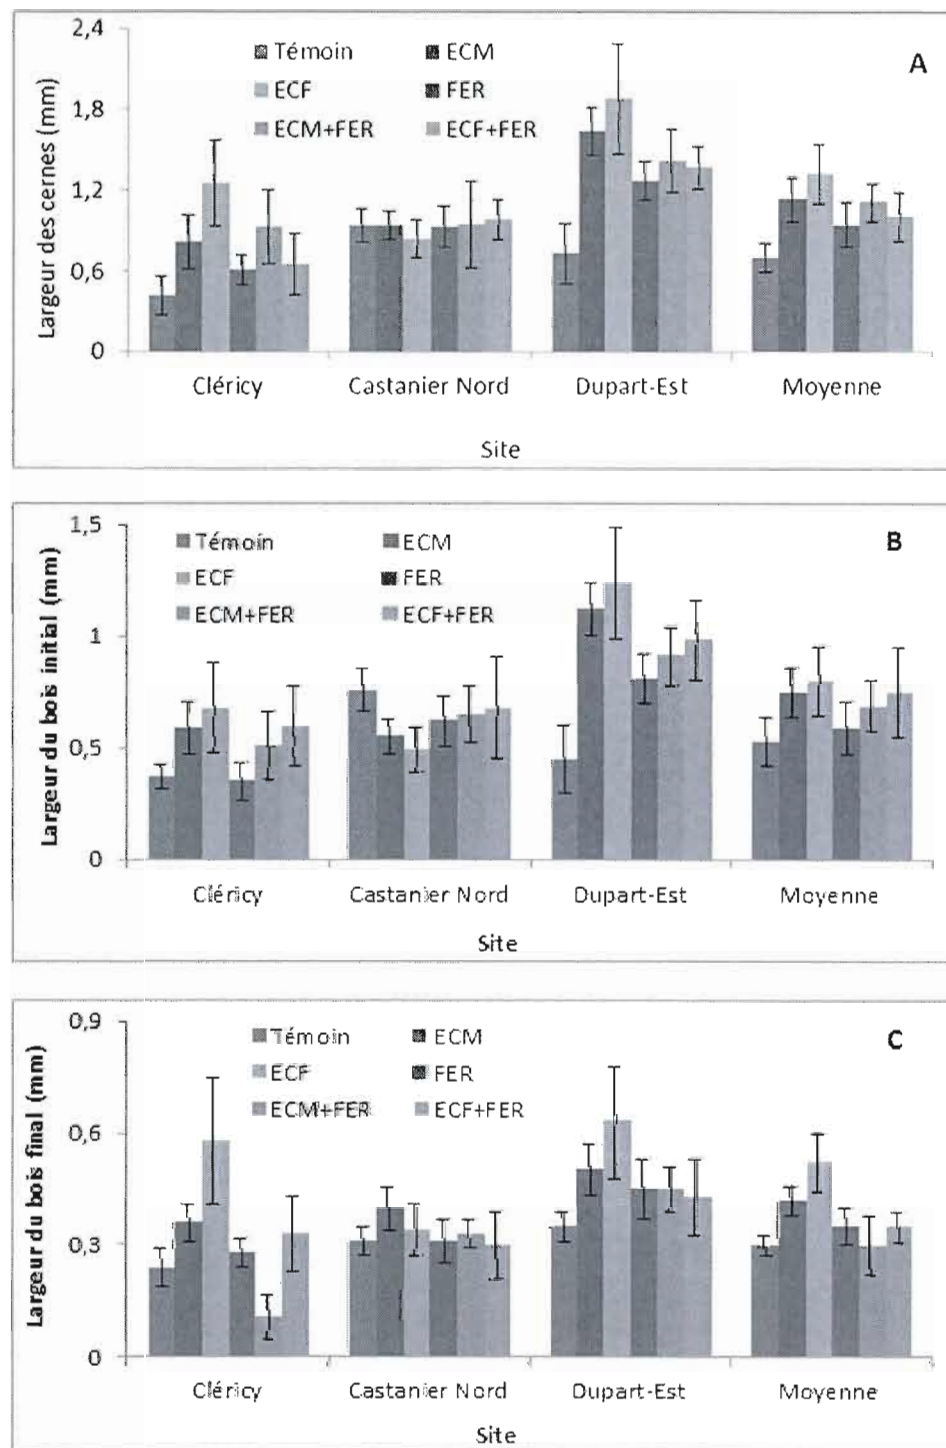 A
Largeur des cernes (mm)
2,4
1,8
1,2
0,6
0
Témoin ECM
ECF FER
ECM+FER ECF+FER
Cléricy Castanier Nord Dupart-Est Moyenne
Site
B
Largeur du bois initial (mm)
1,5
1
0,5
0
Témoin ECM
ECF FER
ECM+FER ECF+FER
Cléricy Castanier Nord Dupart-Est Moyenne
Site
C
Largeur du bois final (mm)
0,9
0,6
0,3
0
Témoin ECM
ECF FER
ECM+FER ECF+FER
Cléricy Castanier Nord Dupart-Est Moyenne
Site